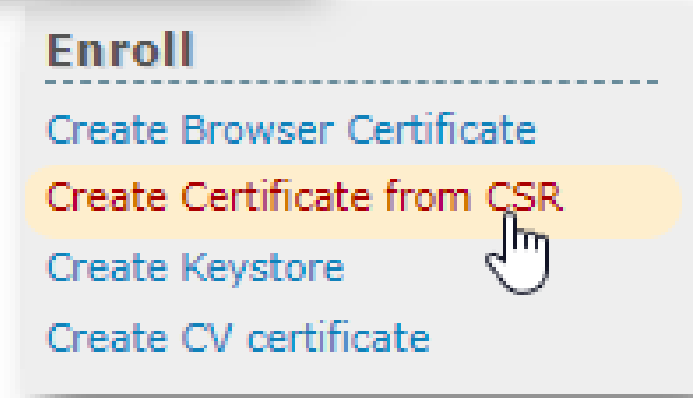 Enroll
Create Browser Certificate
Create Certificate from CSR
Create Keystore
Create CV certificate